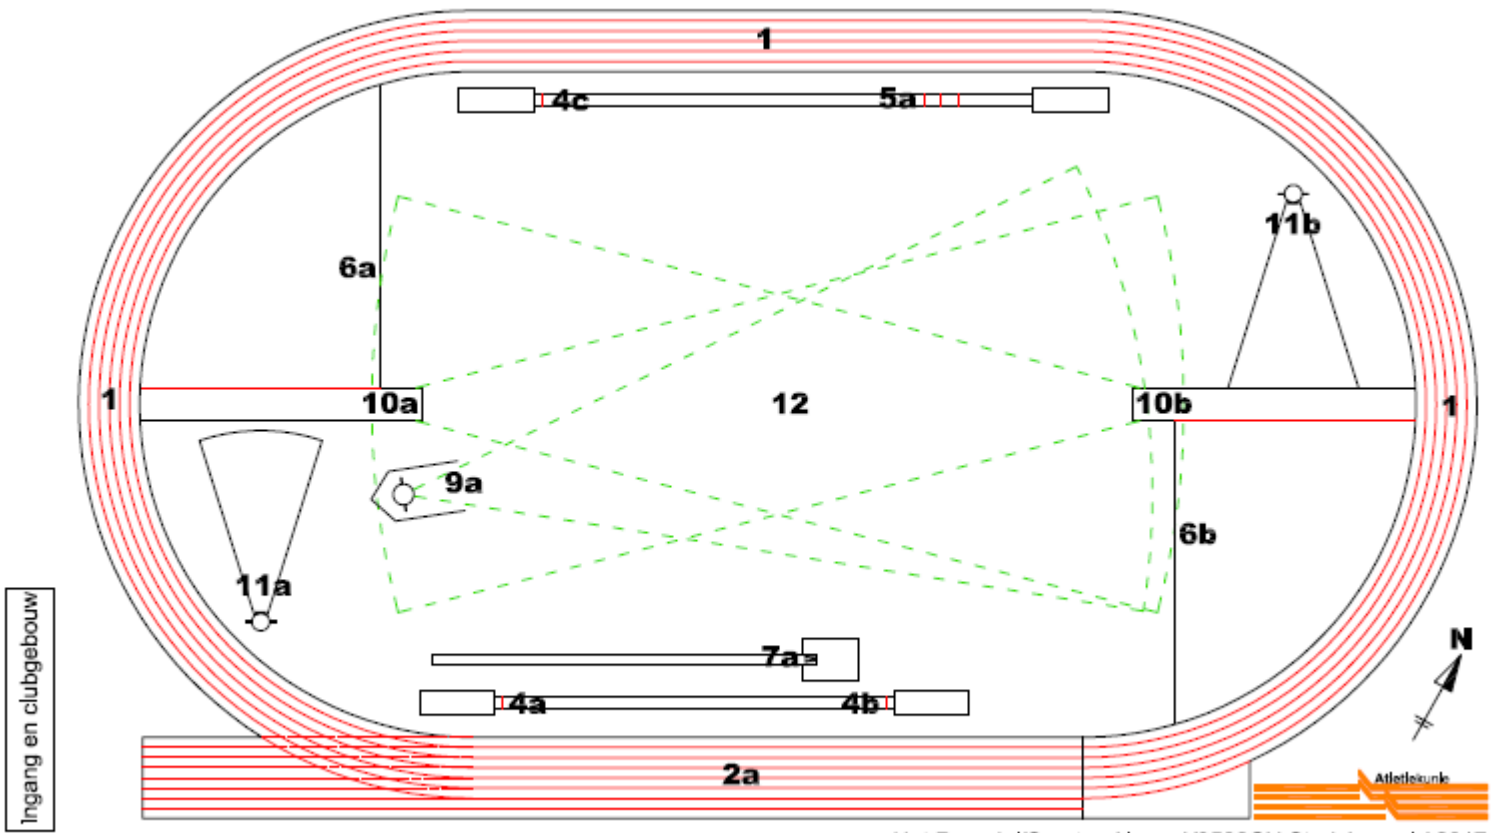 1
4c
5a
11b
6a
1
10a
12
10b
1
9a
6b
11a
Ingang en clubgebouw
N
7a
4a
4b
2a
Atletiekunie